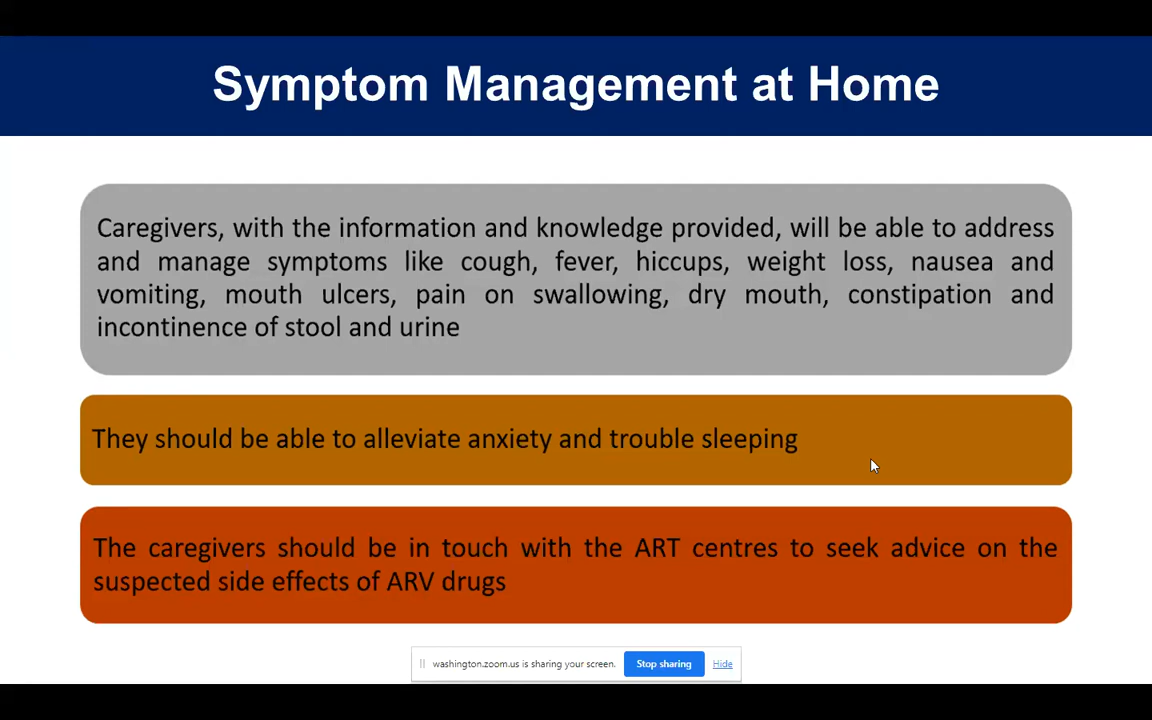 Symptom Management at Home
Caregivers, with the information and knowledge provided, will be able to address
and manage symptoms like cough, fever, hiccups, weight loss, nausea and
vomiting, mouth ulcers, pain on swallowing, dry mouth, constipation and
incontinence of stool and urine
They should be able to alleviate anxiety and trouble sleeping
The caregivers should be in touch with the ART centres to seek advice on the
suspected side effects of ARV drugs
washington.zoom.us is sharing your screen. Stop sharing Hide